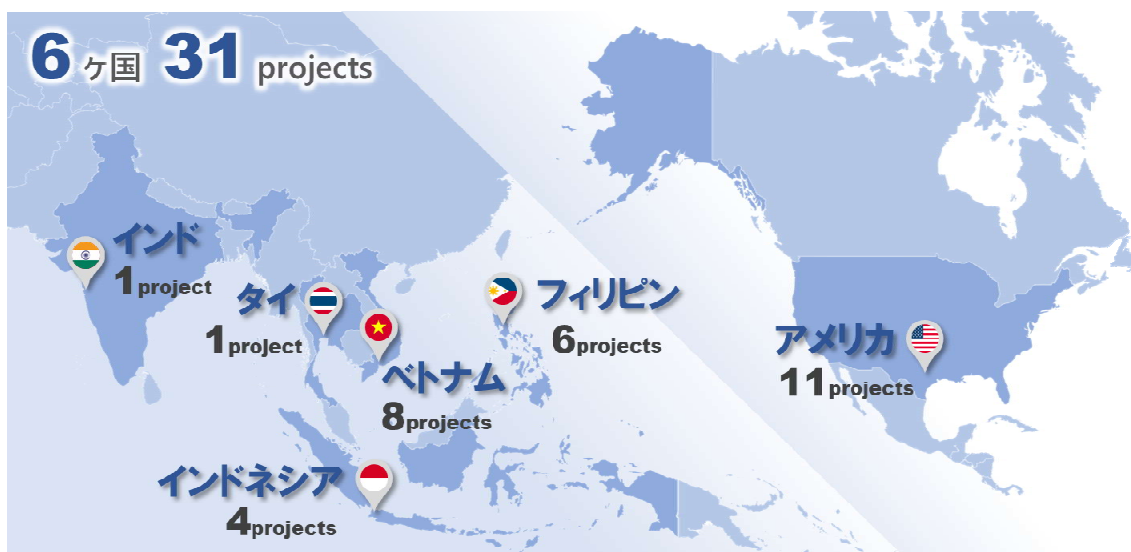 6ヶ国 31 projects
インド
1project
タイ
1project
ベトナム
8projects
フィリピン
6projects
アメリカ
11projects
インドネシア
4projects